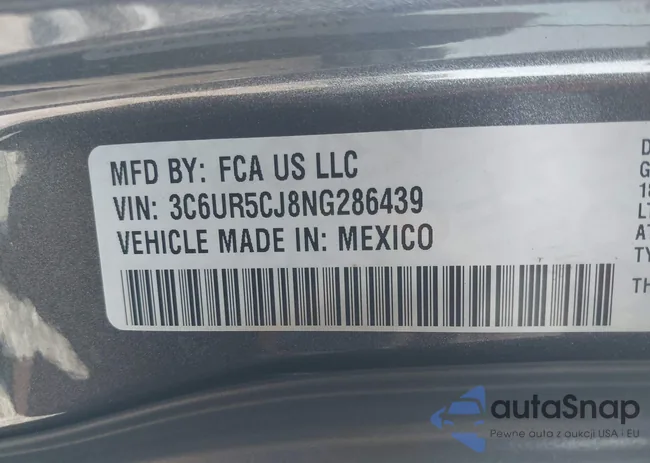 MFD BY: FCA US LLC
VIN: 3C6UR5CJ8NG286439
VEHICLE MADE IN: MEXICO
autaSnap
Pewne auta z aukcji USA i EU